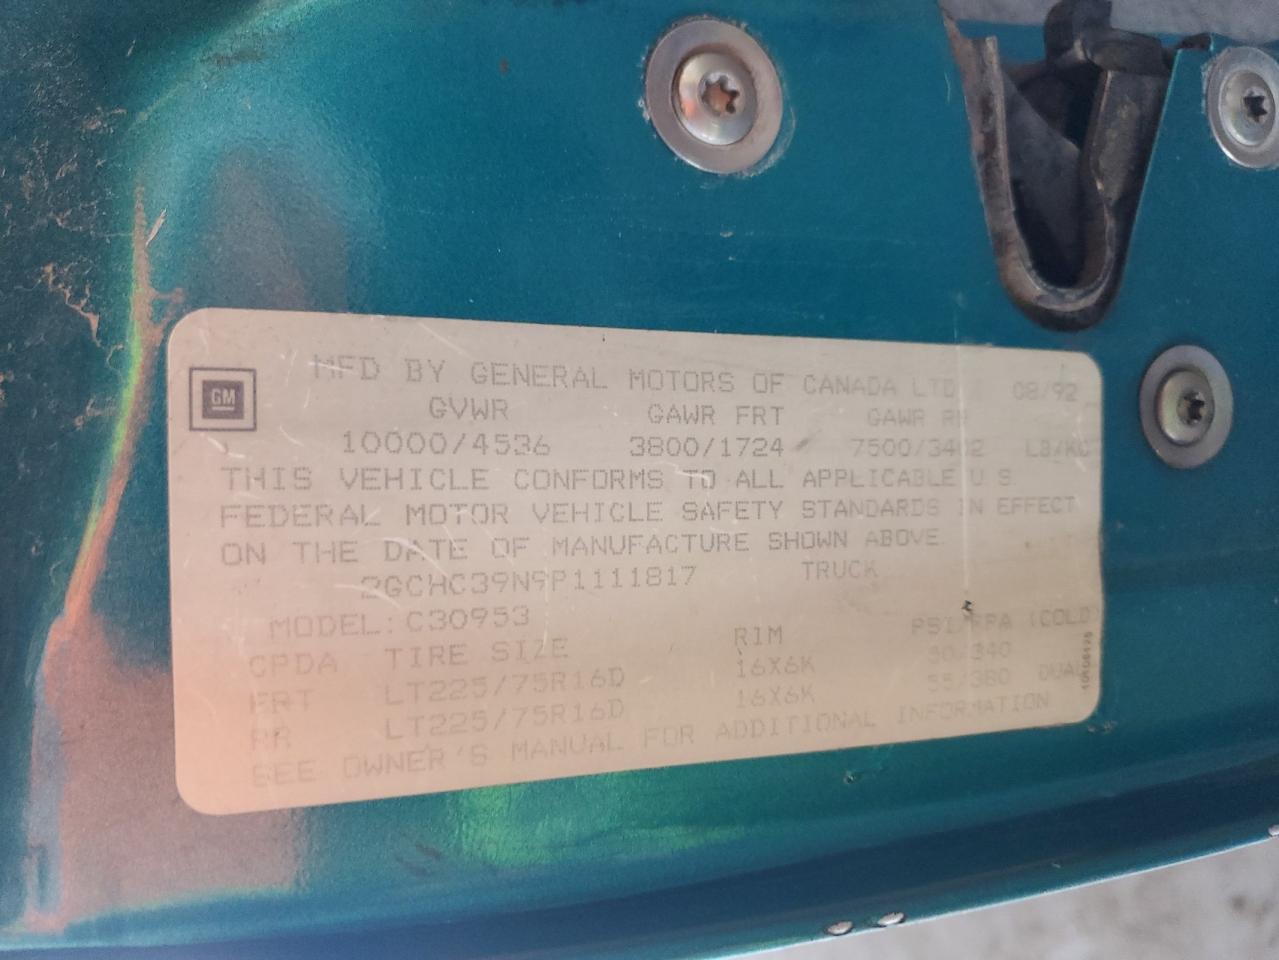 GM
MFD BY GENERAL MOTORS OF CANADA LTD 08/92
GVWR GAWR FRT GAWR RR
10000/4536 3800/1724 7500/3402 LB/KG
THIS VEHICLE CONFORMS TO ALL APPLICABLE U S
FEDERAL MOTOR VEHICLE SAFETY STANDARDS IN EFFECT
ON THE DATE OF MANUFACTURE SHOWN ABOVE
2GCHC39N9P1111817 TRUCK
MODEL: C30953
CPDA TIRE SIZE RIM PSI/KPA (COLD)
FRT LT225/75R16D 16X6K 50/340
RR LT225/75R16D 16X6K 55/380 DUAL
SEE OWNER'S MANUAL FOR ADDITIONAL INFORMATION